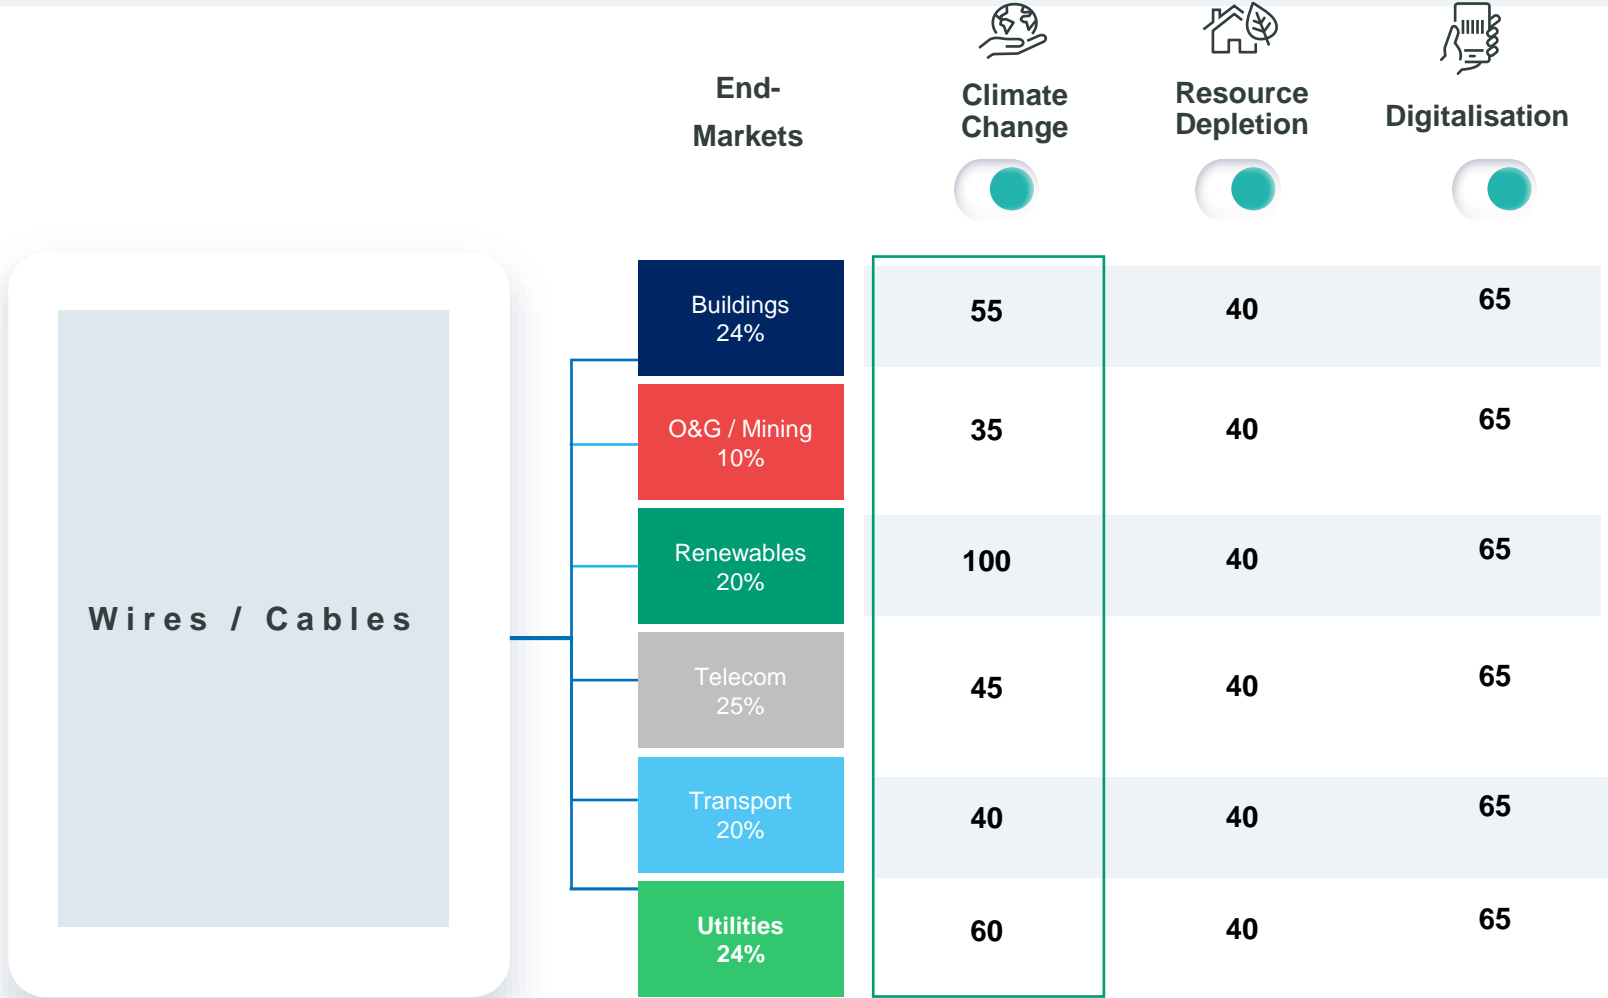 End-
Markets
Climate
Change
Resource
Depletion
Digitalisation
Wires / Cables
Buildings
24%
55
40
65
O&G / Mining
10%
35
40
65
Renewables
20%
100
40
65
Telecom
25%
45
40
65
Transport
20%
40
40
65
Utilities
24%
60
40
65